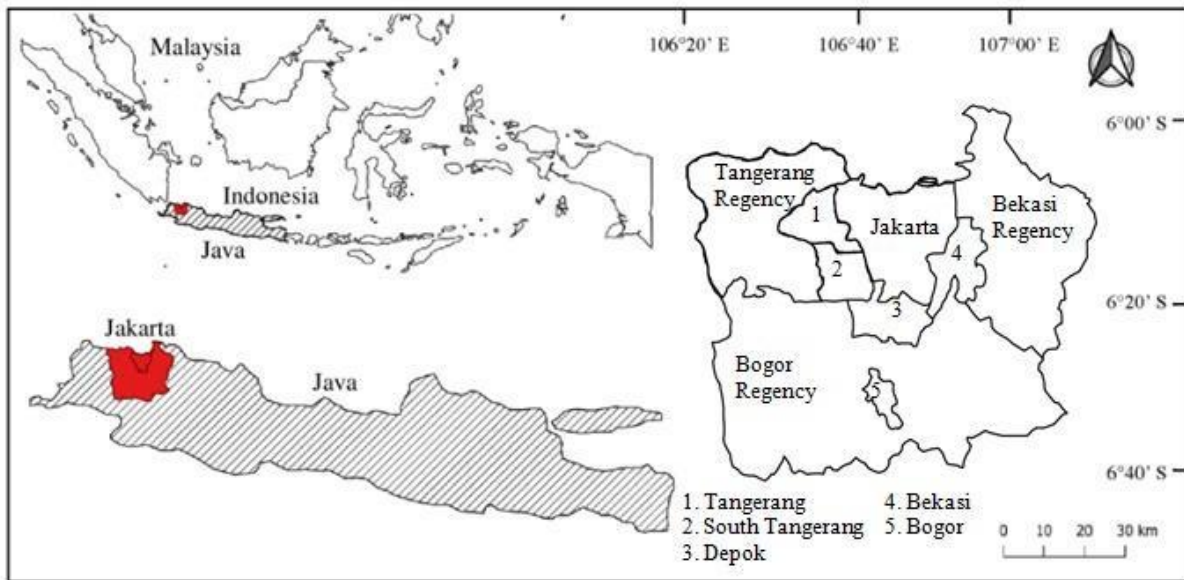 Malaysia
Indonesia
Java
Jakarta
Java
106°20’ E
106°40’ E
107°00’ E
6°00’ S
6°20’ S
6°40’ S
Tangerang
Regency
1
Jakarta
Bekasi
Regency
2
4
3
Bogor
Regency
5
1. Tangerang
2. South Tangerang
3. Depok
4. Bekasi
5. Bogor
0 10 20 30 km